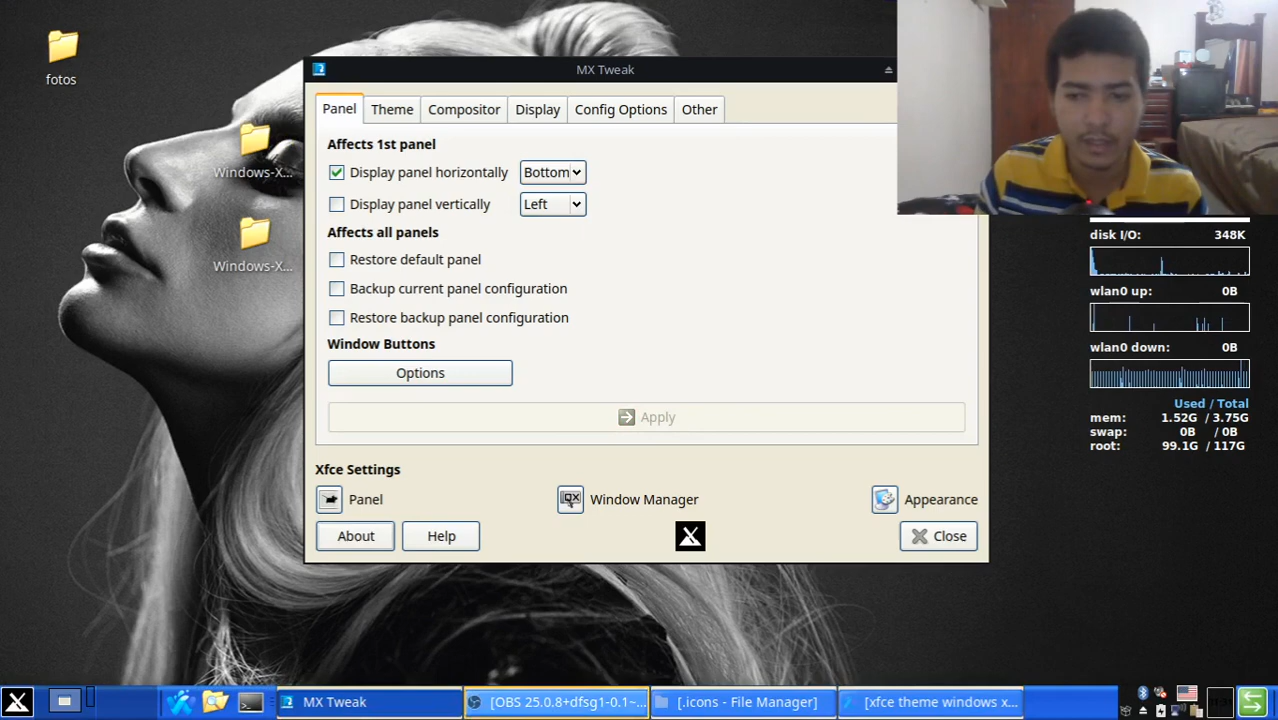 fotos
Windows-X...
Windows-X...
MX Tweak
Panel
Theme
Compositor
Display
Config Options
Other
Affects 1st panel
Display panel horizontally
Bottom
Display panel vertically
Left
Affects all panels
Restore default panel
Backup current panel configuration
Restore backup panel configuration
Window Buttons
Options
Apply
Xfce Settings
Panel
Window Manager
Appearance
About
Help
Close
disk I/O: 348K
wlan0 up: 0B
wlan0 down: 0B
Used / Total
mem: 1.52G / 3.75G
swap: 0B / 0B
root: 99.1G / 117G
MX Tweak
[OBS 25.0.8+dfsg1-0.1~...
[.icons - File Manager]
[xfce theme windows x...